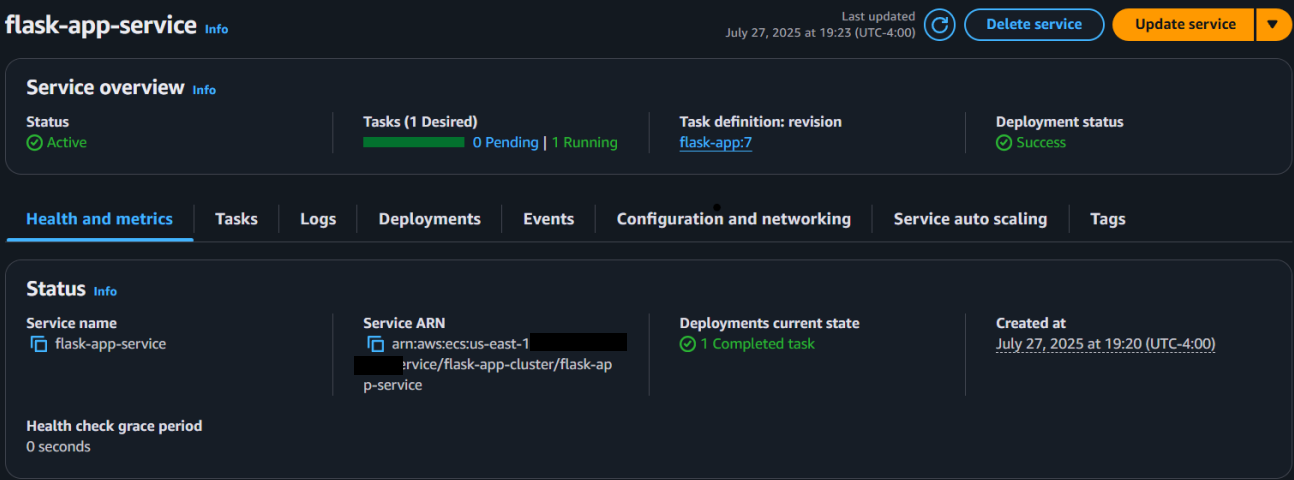 flask-app-service Info
Last updated
July 27, 2025 at 19:23 (UTC-4:00)
Delete service
Update service
Service overview Info
Status
Active
Tasks (1 Desired)
0 Pending | 1 Running
Task definition: revision
flask-app:7
Deployment status
Success
Health and metrics
Tasks
Logs
Deployments
Events
Configuration and networking
Service auto scaling
Tags
Status Info
Service name
flask-app-service
Service ARN
arn:aws:ecs:us-east-1
ervice/flask-app-cluster/flask-ap
p-service
Deployments current state
1 Completed task
Created at
July 27, 2025 at 19:20 (UTC-4:00)
Health check grace period
0 seconds